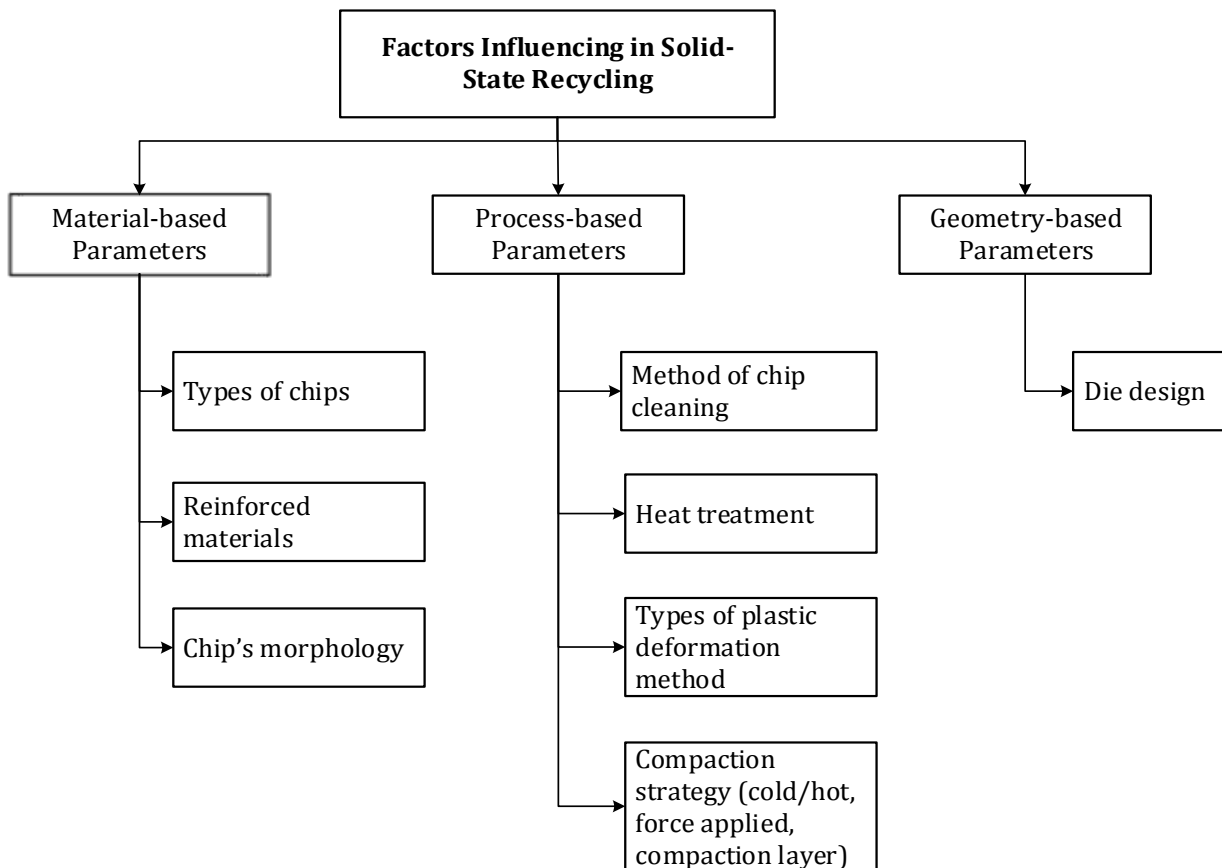 Factors Influencing in Solid-
State Recycling
Material-based
Parameters
Process-based
Parameters
Geometry-based
Parameters
Types of chips
Reinforced
materials
Chip’s morphology
Method of chip
cleaning
Heat treatment
Types of plastic
deformation
method
Compaction
strategy (cold/hot,
force applied,
compaction layer)
Die design